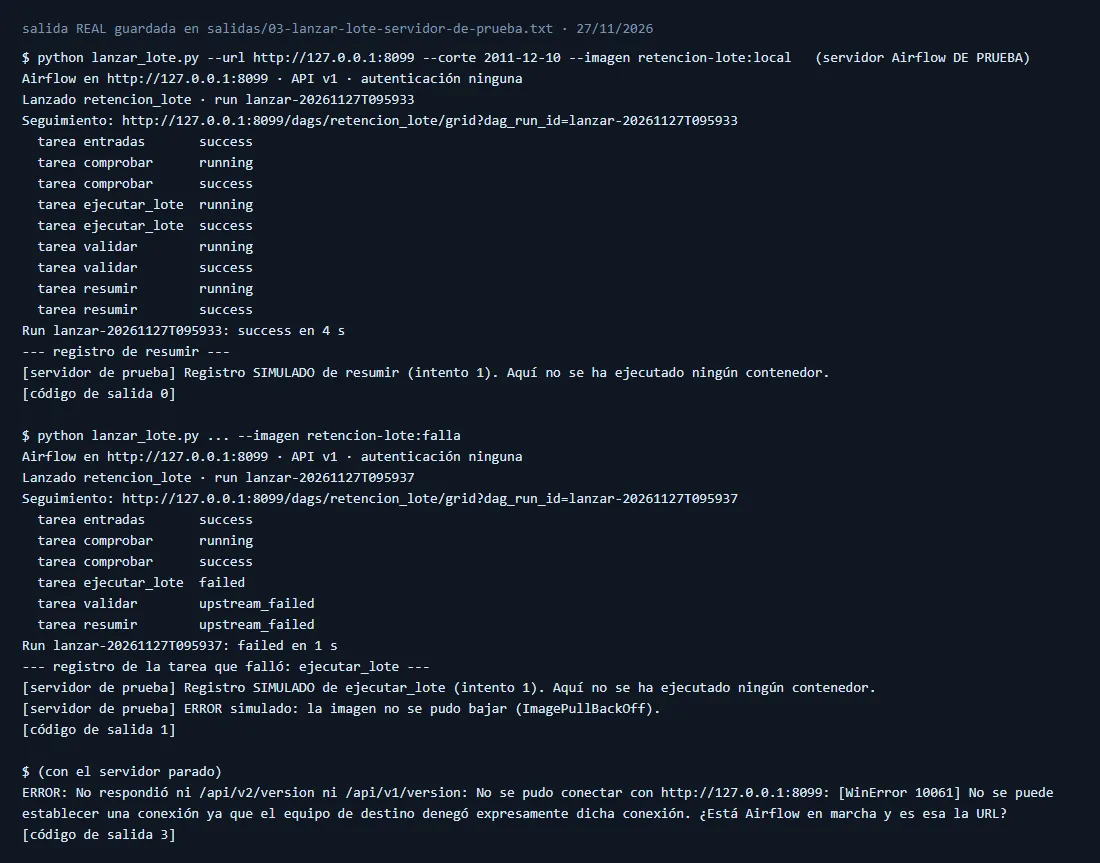 salida REAL guardada en salidas/03-lanzar-lote-servidor-de-prueba.txt · 27/11/2026
$ python lanzar_lote.py --url http://127.0.0.1:8099 --corte 2011-12-10 --imagen retencion-lote:local   (servidor Airflow DE PRUEBA)
Airflow en http://127.0.0.1:8099 · API v1 · autenticación ninguna
Lanzado retencion_lote · run lanzar-20261127T095933
Seguimiento: http://127.0.0.1:8099/dags/retencion_lote/grid?dag_run_id=lanzar-20261127T095933
  tarea entradas       success
  tarea comprobar      running
  tarea comprobar      success
  tarea ejecutar_lote  running
  tarea ejecutar_lote  success
  tarea validar        running
  tarea validar        success
  tarea resumir        running
  tarea resumir        success
Run lanzar-20261127T095933: success en 4 s
--- registro de resumir ---
[servidor de prueba] Registro SIMULADO de resumir (intento 1). Aquí no se ha ejecutado ningún contenedor.
[código de salida 0]

$ python lanzar_lote.py ... --imagen retencion-lote:falla
Airflow en http://127.0.0.1:8099 · API v1 · autenticación ninguna
Lanzado retencion_lote · run lanzar-20261127T095937
Seguimiento: http://127.0.0.1:8099/dags/retencion_lote/grid?dag_run_id=lanzar-20261127T095937
  tarea entradas       success
  tarea comprobar      running
  tarea comprobar      success
  tarea ejecutar_lote  failed
  tarea validar        upstream_failed
  tarea resumir        upstream_failed
Run lanzar-20261127T095937: failed en 1 s
--- registro de la tarea que falló: ejecutar_lote ---
[servidor de prueba] Registro SIMULADO de ejecutar_lote (intento 1). Aquí no se ha ejecutado ningún contenedor.
[servidor de prueba] ERROR simulado: la imagen no se pudo bajar (ImagePullBackOff).
[código de salida 1]

$ (con el servidor parado)
ERROR: No respondió ni /api/v2/version ni /api/v1/version: No se pudo conectar con http://127.0.0.1:8099: [WinError 10061] No se puede
establecer una conexión ya que el equipo de destino denegó expresamente dicha conexión. ¿Está Airflow en marcha y es esa la URL?
[código de salida 3]